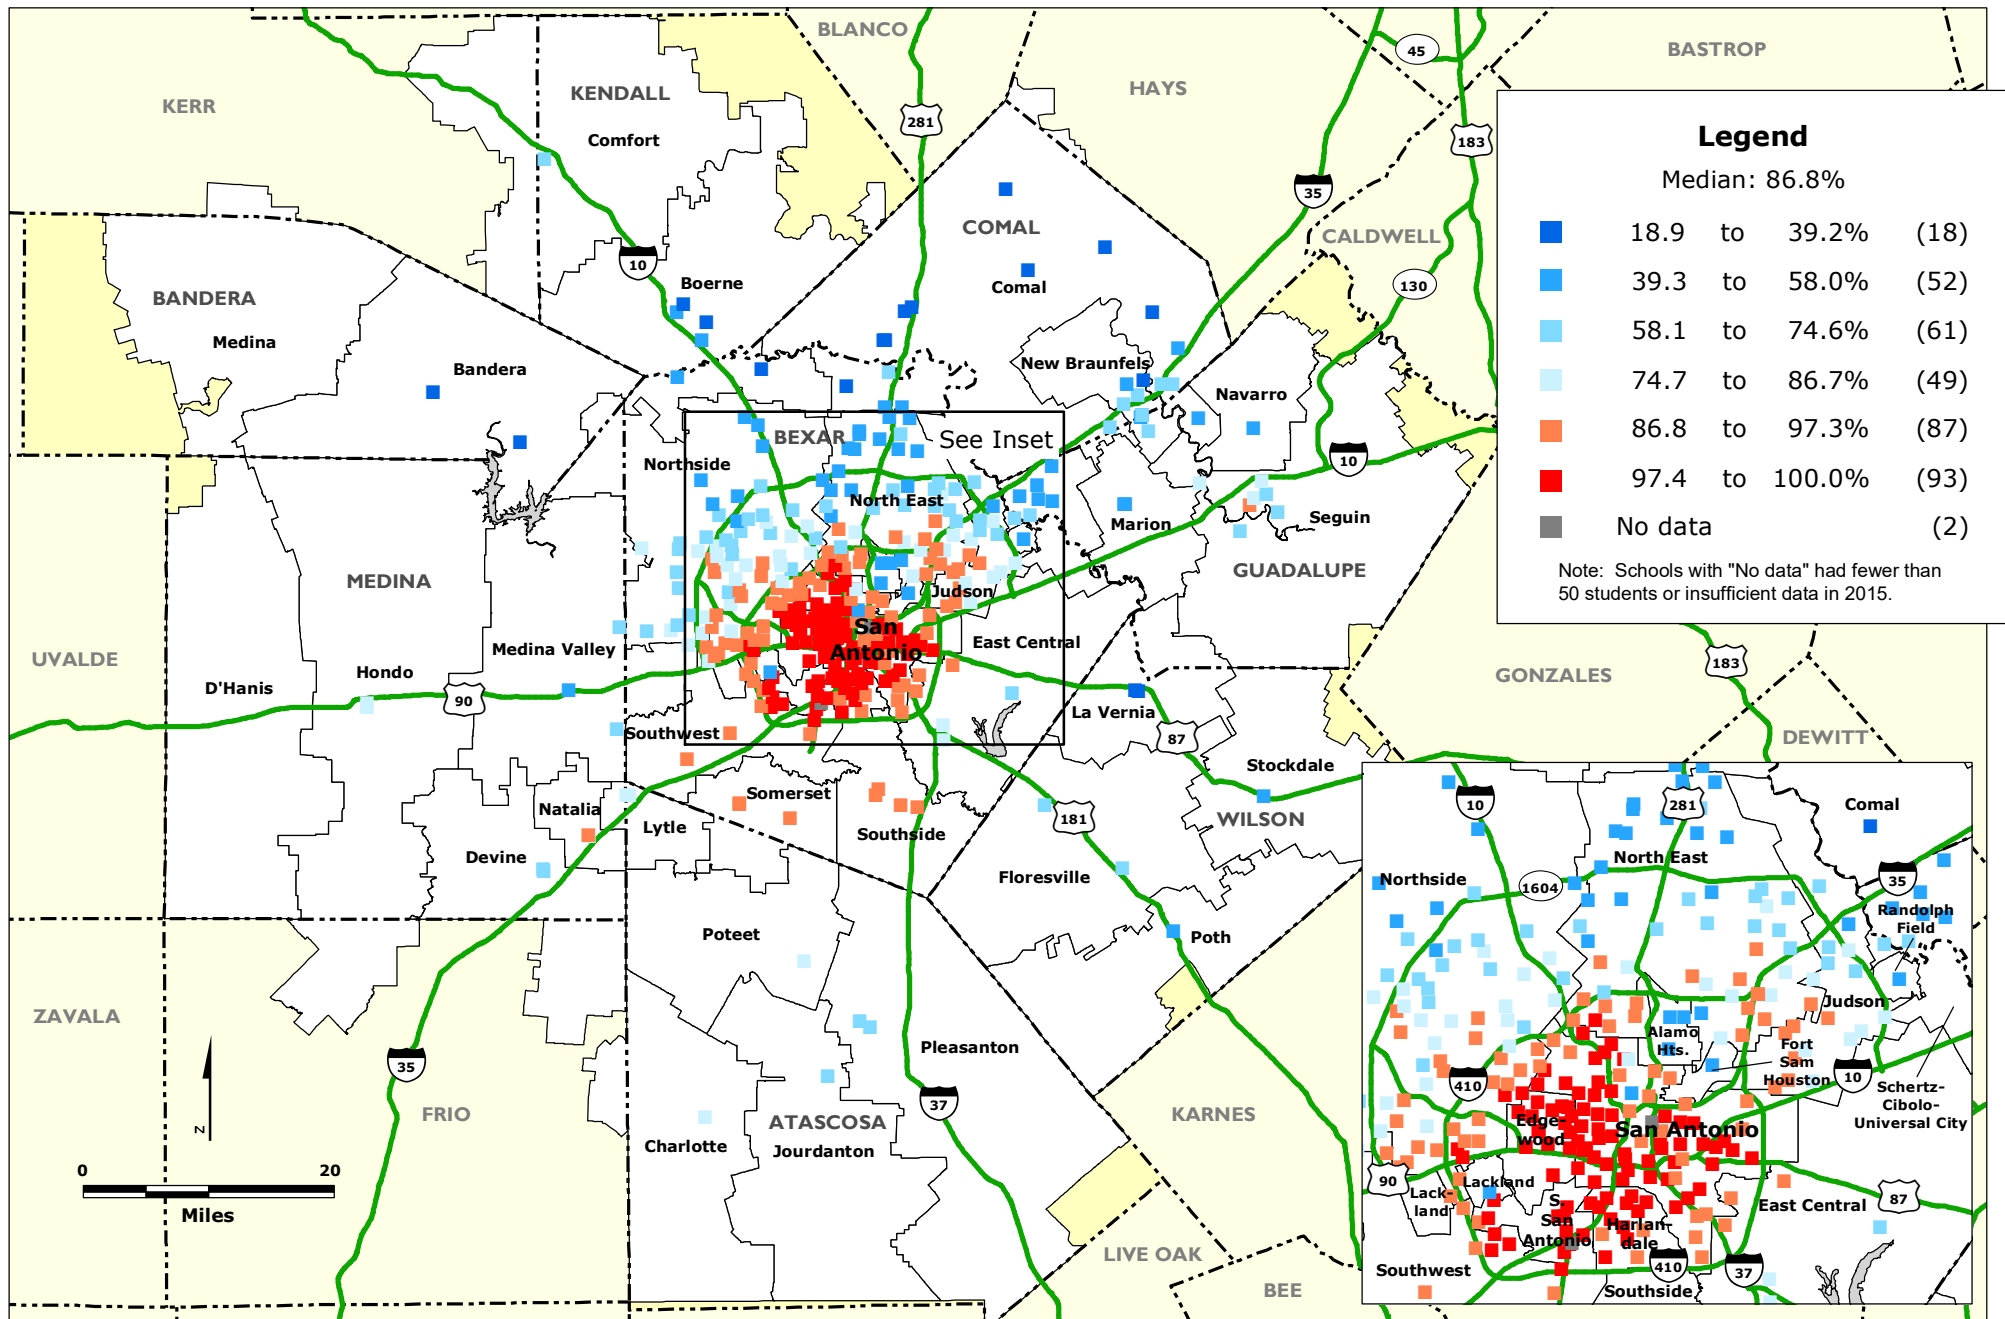 BLANCO
BASTROP
45
HAYS
KERR
KENDALL
Comfort
281
183
35
COMAL
CALDWELL
10
130
Boerne
Comal
BANDERA
Medina
Bandera
New Braunfels
Navarro
BEXAR
See Inset
Northside
10
North East
Marion
Seguin
MEDINA
GUADALUPE
Judson
San
Antonio
East Central
Medina Valley
UVALDE
Hondo
D'Hanis
90
183
GONZALES
La Vernia
Southwest
87
DEWITT
Stockdale
Somerset
Natalia
Lytle
181
WILSON
Southside
Devine
Floresville
Poteet
Poth
ZAVALA
Pleasanton
35
37
FRIO
KARNES
ATASCOSA
Charlotte
Jourdanton
LIVE OAK
BEE
N
0 20
Miles
Legend
Median: 86.8%
18.9 to 39.2% (18)
39.3 to 58.0% (52)
58.1 to 74.6% (61)
74.7 to 86.7% (49)
86.8 to 97.3% (87)
97.4 to 100.0% (93)
No data (2)
Note: Schools with "No data" had fewer than
50 students or insufficient data in 2015.
10
281
Comal
North East
Northside
1604
35
Randolph
Field
Judson
Alamo
Hts.
Fort
Sam
Houston
10
410
Schertz-
Cibolo-
Universal City
Edge-
wood
San Antonio
90
Lackland
Lack-
land
East Central
87
S.
San
Antonio
Harlan-
dale
410
37
Southwest
Southside